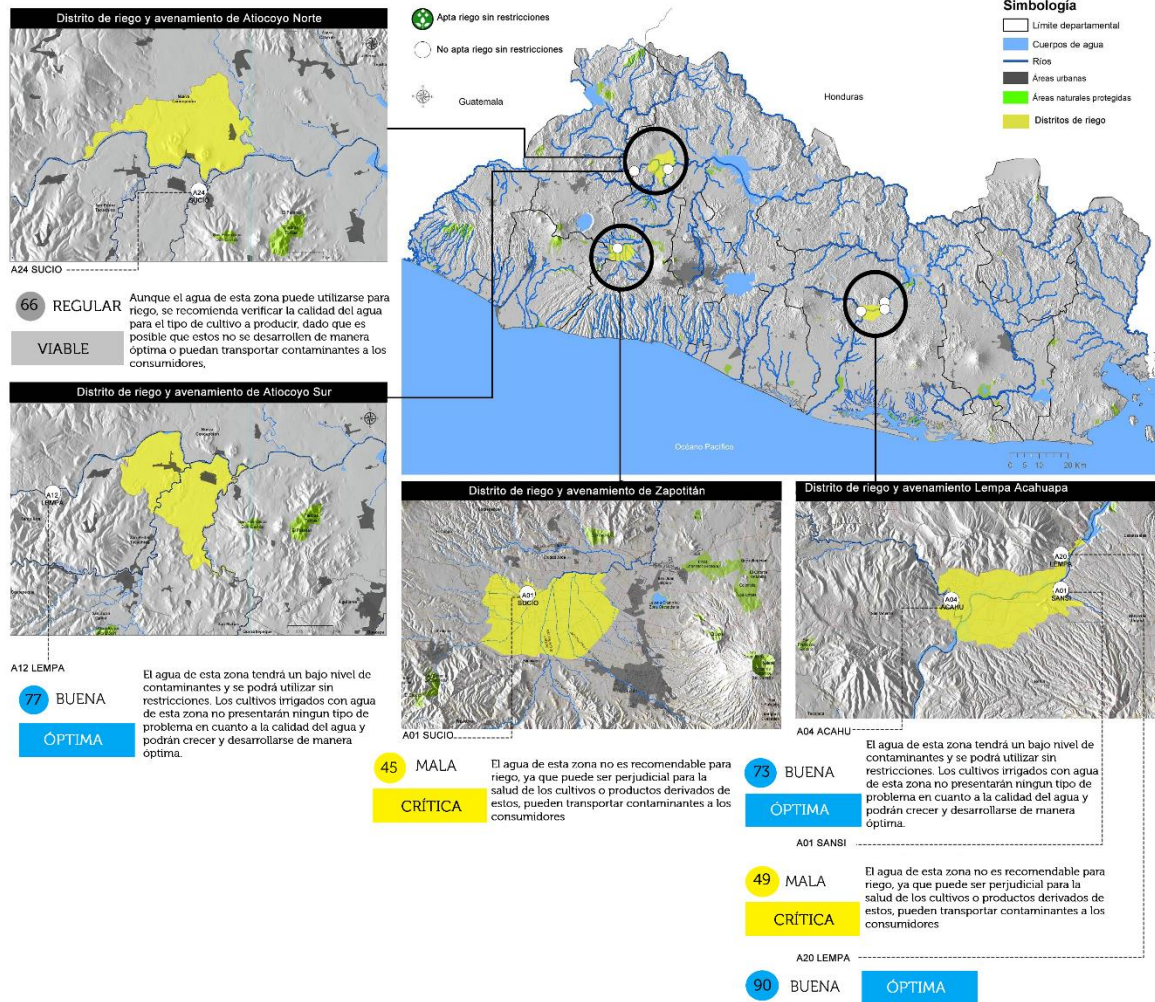 Distrito de riego y avenamiento de Atiocoyo Norte
A24
SUCIO
A24 SUCIO
66 REGULAR
VIABLE
Aunque el agua de esta zona puede utilizarse para
riego, se recomienda verificar la calidad del agua
para el tipo de cultivo a producir, dado que es
posible que estos no se desarrollen de manera
óptima o puedan transportar contaminantes a los
consumidores,
Apta riego sin restricciones
No apta riego sin restricciones
Guatemala
Honduras
Océano Pacífico
0 5 10 20 Km
Simbología
Límite departamental
Cuerpos de agua
Ríos
Áreas urbanas
Áreas naturales protegidas
Distritos de riego
Distrito de riego y avenamiento de Atiocoyo Sur
A12
LEMPA
A12 LEMPA
77 BUENA
ÓPTIMA
El agua de esta zona tendrá un bajo nivel de
contaminantes y se podrá utilizar sin
restricciones. Los cultivos irrigados con agua
de esta zona no presentarán ningun tipo de
problema en cuanto a la calidad del agua y
podrán crecer y desarrollarse de manera
óptima.
Distrito de riego y avenamiento de Zapotitán
A01
SUCIO
A01 SUCIO
45 MALA
CRÍTICA
El agua de esta zona no es recomendable para
riego, ya que puede ser perjudicial para la
salud de los cultivos o productos derivados de
estos, pueden transportar contaminantes a los
consumidores
Distrito de riego y avenamiento Lempa Acahuapa
A20
LEMPA
A04
ACAHU
A01
SANSI
A04 ACAHU
73 BUENA
ÓPTIMA
El agua de esta zona tendrá un bajo nivel de
contaminantes y se podrá utilizar sin
restricciones. Los cultivos irrigados con agua
de esta zona no presentarán ningun tipo de
problema en cuanto a la calidad del agua y
podrán crecer y desarrollarse de manera
óptima.
A01 SANSI
49 MALA
CRÍTICA
El agua de esta zona no es recomendable para
riego, ya que puede ser perjudicial para la
salud de los cultivos o productos derivados de
estos, pueden transportar contaminantes a los
consumidores
A20 LEMPA
90 BUENA
ÓPTIMA